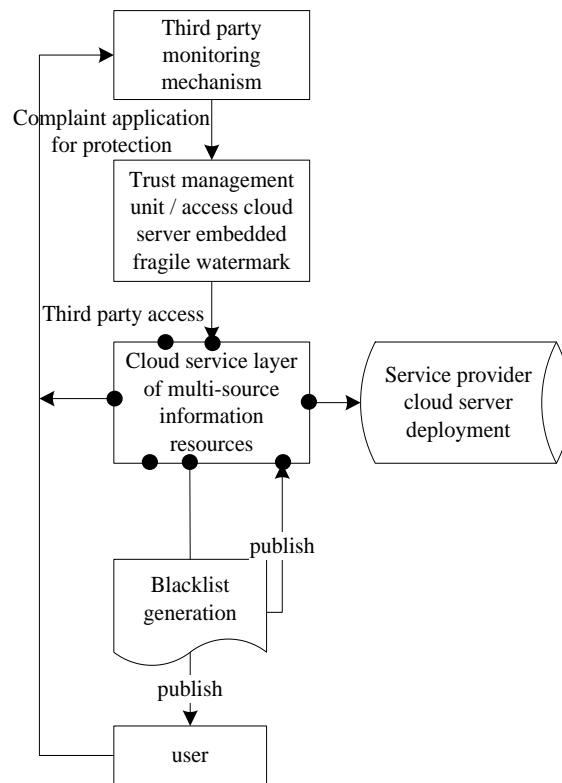 Third party
monitoring
mechanism
Complaint application
for protection
Trust management
unit / access cloud
server embedded
fragile watermark
Third party access
Cloud service layer
of multi-source
information
resources
Service provider
cloud server
deployment
publish
Blacklist
generation
publish
user